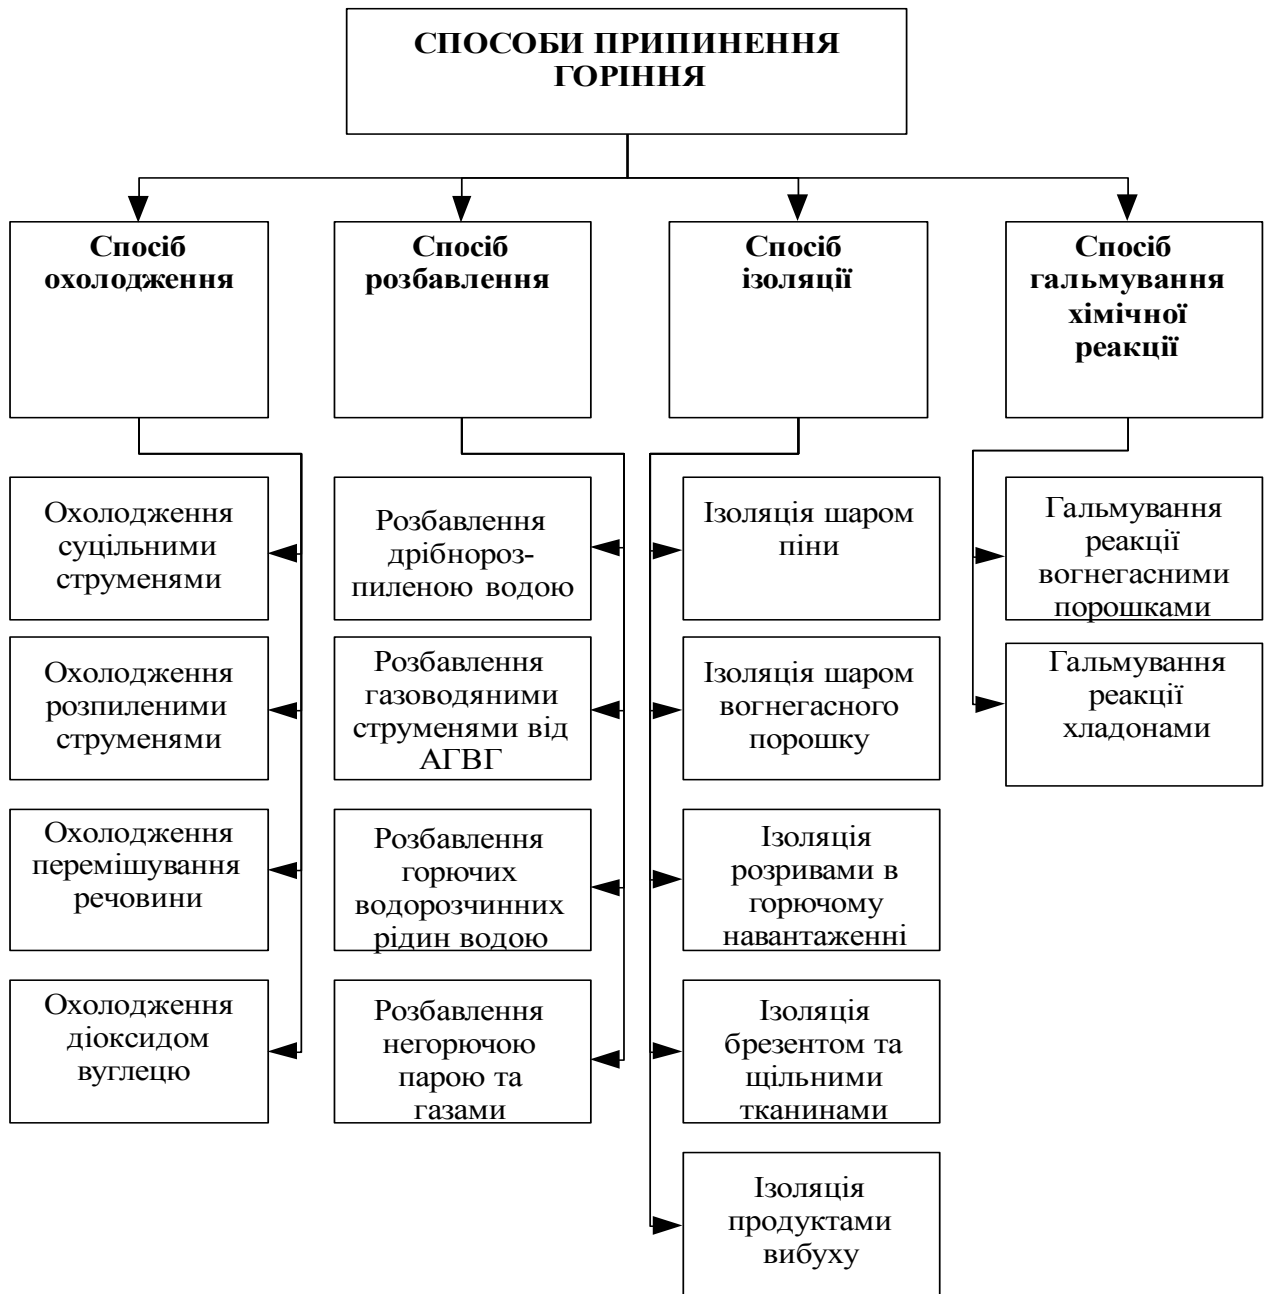 СПОСОБИ ПРИПИНЕННЯ
ГОРІННЯ
Спосіб
охолодження
Спосіб
розбавлення
Спосіб
ізоляції
Спосіб
гальмування
хімічної
реакції
Охолодження
суцільними
струменями
Охолодження
розпиленими
струменями
Охолодження
перемішування
речовини
Охолодження
діоксидом
вуглецю
Розбавлення
дрібнороз-
пиленою водою
Розбавлення
газоводяними
струменями від
АГВГ
Розбавлення
горючих
водорозчинних
рідин водою
Розбавлення
негорючою
парою та
газами
Ізоляція шаром
піни
Ізоляція шаром
вогнегасного
порошку
Ізоляція
розривами в
горючому
навантаженні
Ізоляція
брезентом та
щільними
тканинами
Ізоляція
продуктами
вибуху
Гальмування
реакції
вогнегасними
порошками
Гальмування
реакції
хладонами